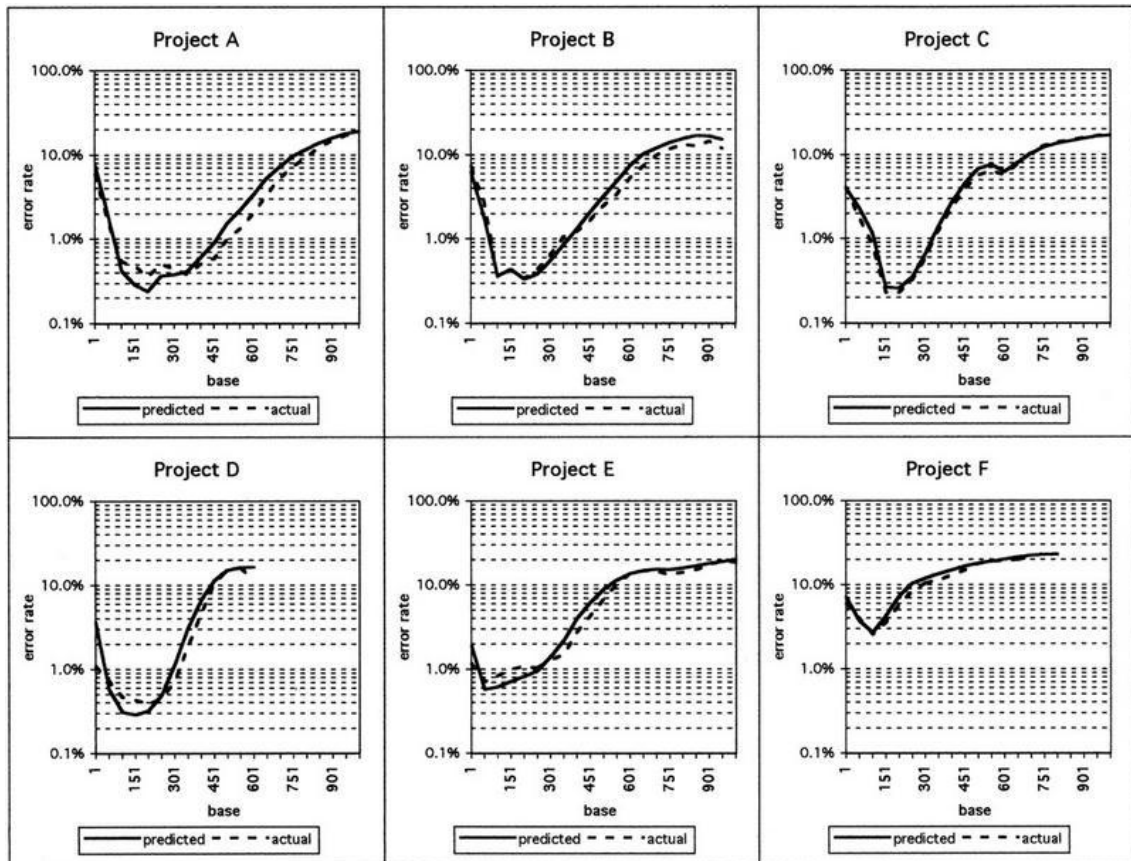 Project A
100.0%
10.0%
1.0%
0.1%
error rate
1
151
301
451
601
751
901
base
predicted actual
Project B
100.0%
10.0%
1.0%
0.1%
error rate
1
151
301
451
601
751
901
base
predicted actual
Project C
100.0%
10.0%
1.0%
0.1%
error rate
1
151
301
451
601
751
901
base
predicted actual
Project D
100.0%
10.0%
1.0%
0.1%
error rate
1
151
301
451
601
751
901
base
predicted actual
Project E
100.0%
10.0%
1.0%
0.1%
error rate
1
151
301
451
601
751
901
base
predicted actual
Project F
100.0%
10.0%
1.0%
0.1%
error rate
1
151
301
451
601
751
901
base
predicted actual